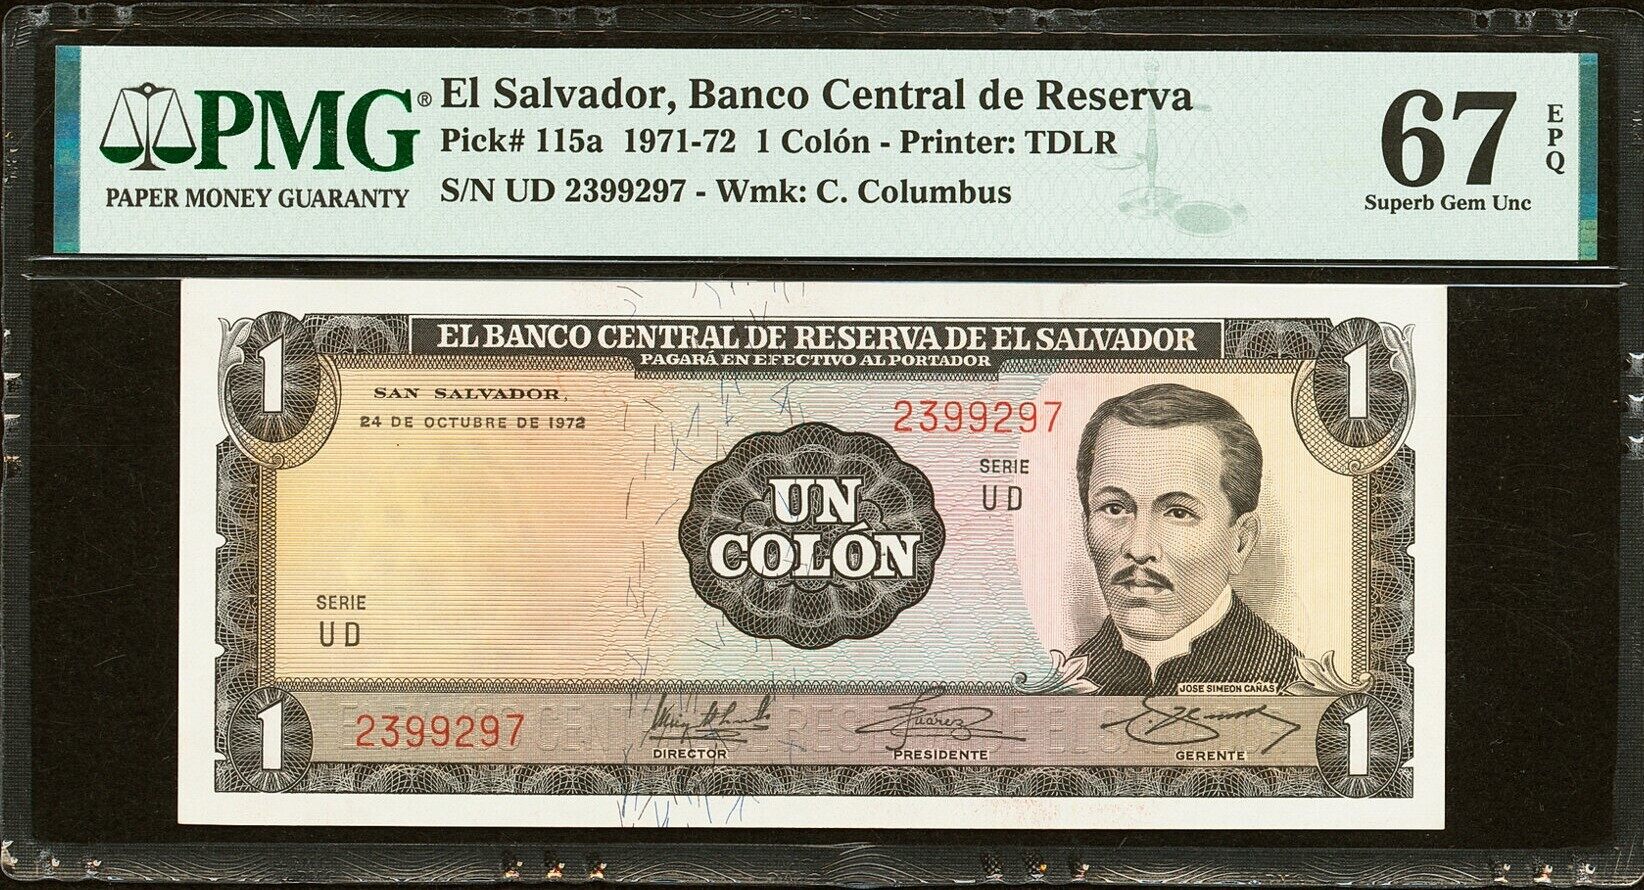 PMG®
PAPER MONEY GUARANTY
El Salvador, Banco Central de Reserva
Pick# 115a 1971-72 1 Colón - Printer: TDLR
S/N UD 2399297 - Wmk: C. Columbus
67
EPQ
Superb Gem Unc
EL BANCO CENTRAL DE RESERVA DE EL SALVADOR
PAGARÁ EN EFECTIVO AL PORTADOR
1
1
SAN SALVADOR,
24 DE OCTUBRE DE 1972
2399297
SERIE
UD
UN
COLÓN
SERIE
UD
JOSE SIMEON CAÑAS
1
2399297
DIRECTOR
PRESIDENTE
GERENTE
1